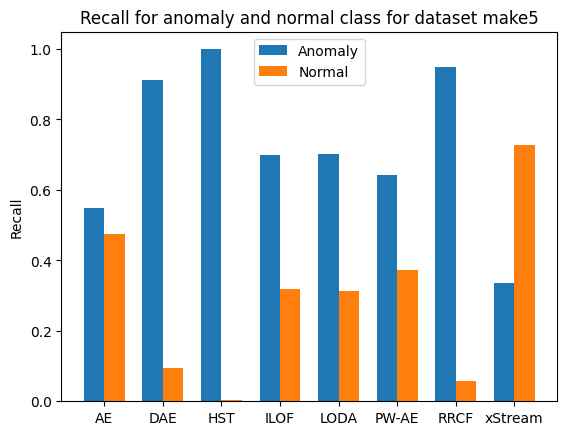 Recall for anomaly and normal class for dataset make5
Anomaly
Normal
Recall
1.0
0.8
0.6
0.4
0.2
0.0
AE DAE HST ILOF LODA PW-AE RRCF xStream